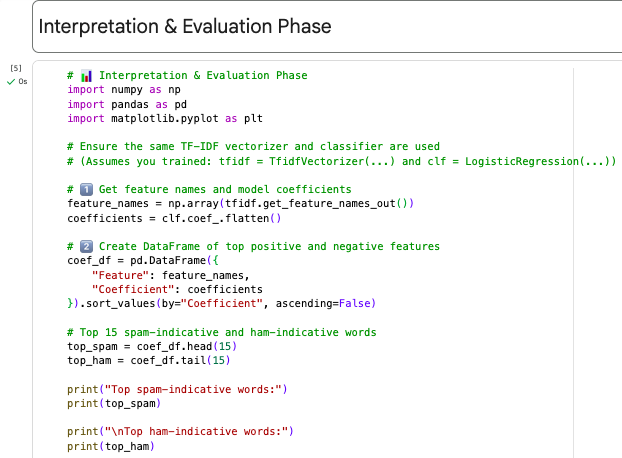 Interpretation & Evaluation Phase
[5]
0s
# 📊 Interpretation & Evaluation Phase
import numpy as np
import pandas as pd
import matplotlib.pyplot as plt
# Ensure the same TF-IDF vectorizer and classifier are used
# (Assumes you trained: tfidf = TfidfVectorizer(...) and clf = LogisticRegression(...))
# 1️⃣ Get feature names and model coefficients
feature_names = np.array(tfidf.get_feature_names_out())
coefficients = clf.coef_.flatten()
# 2️⃣ Create DataFrame of top positive and negative features
coef_df = pd.DataFrame({
"Feature": feature_names,
"Coefficient": coefficients
}).sort_values(by="Coefficient", ascending=False)
# Top 15 spam-indicative and ham-indicative words
top_spam = coef_df.head(15)
top_ham = coef_df.tail(15)
print("Top spam-indicative words:")
print(top_spam)
print("\nTop ham-indicative words:")
print(top_ham)